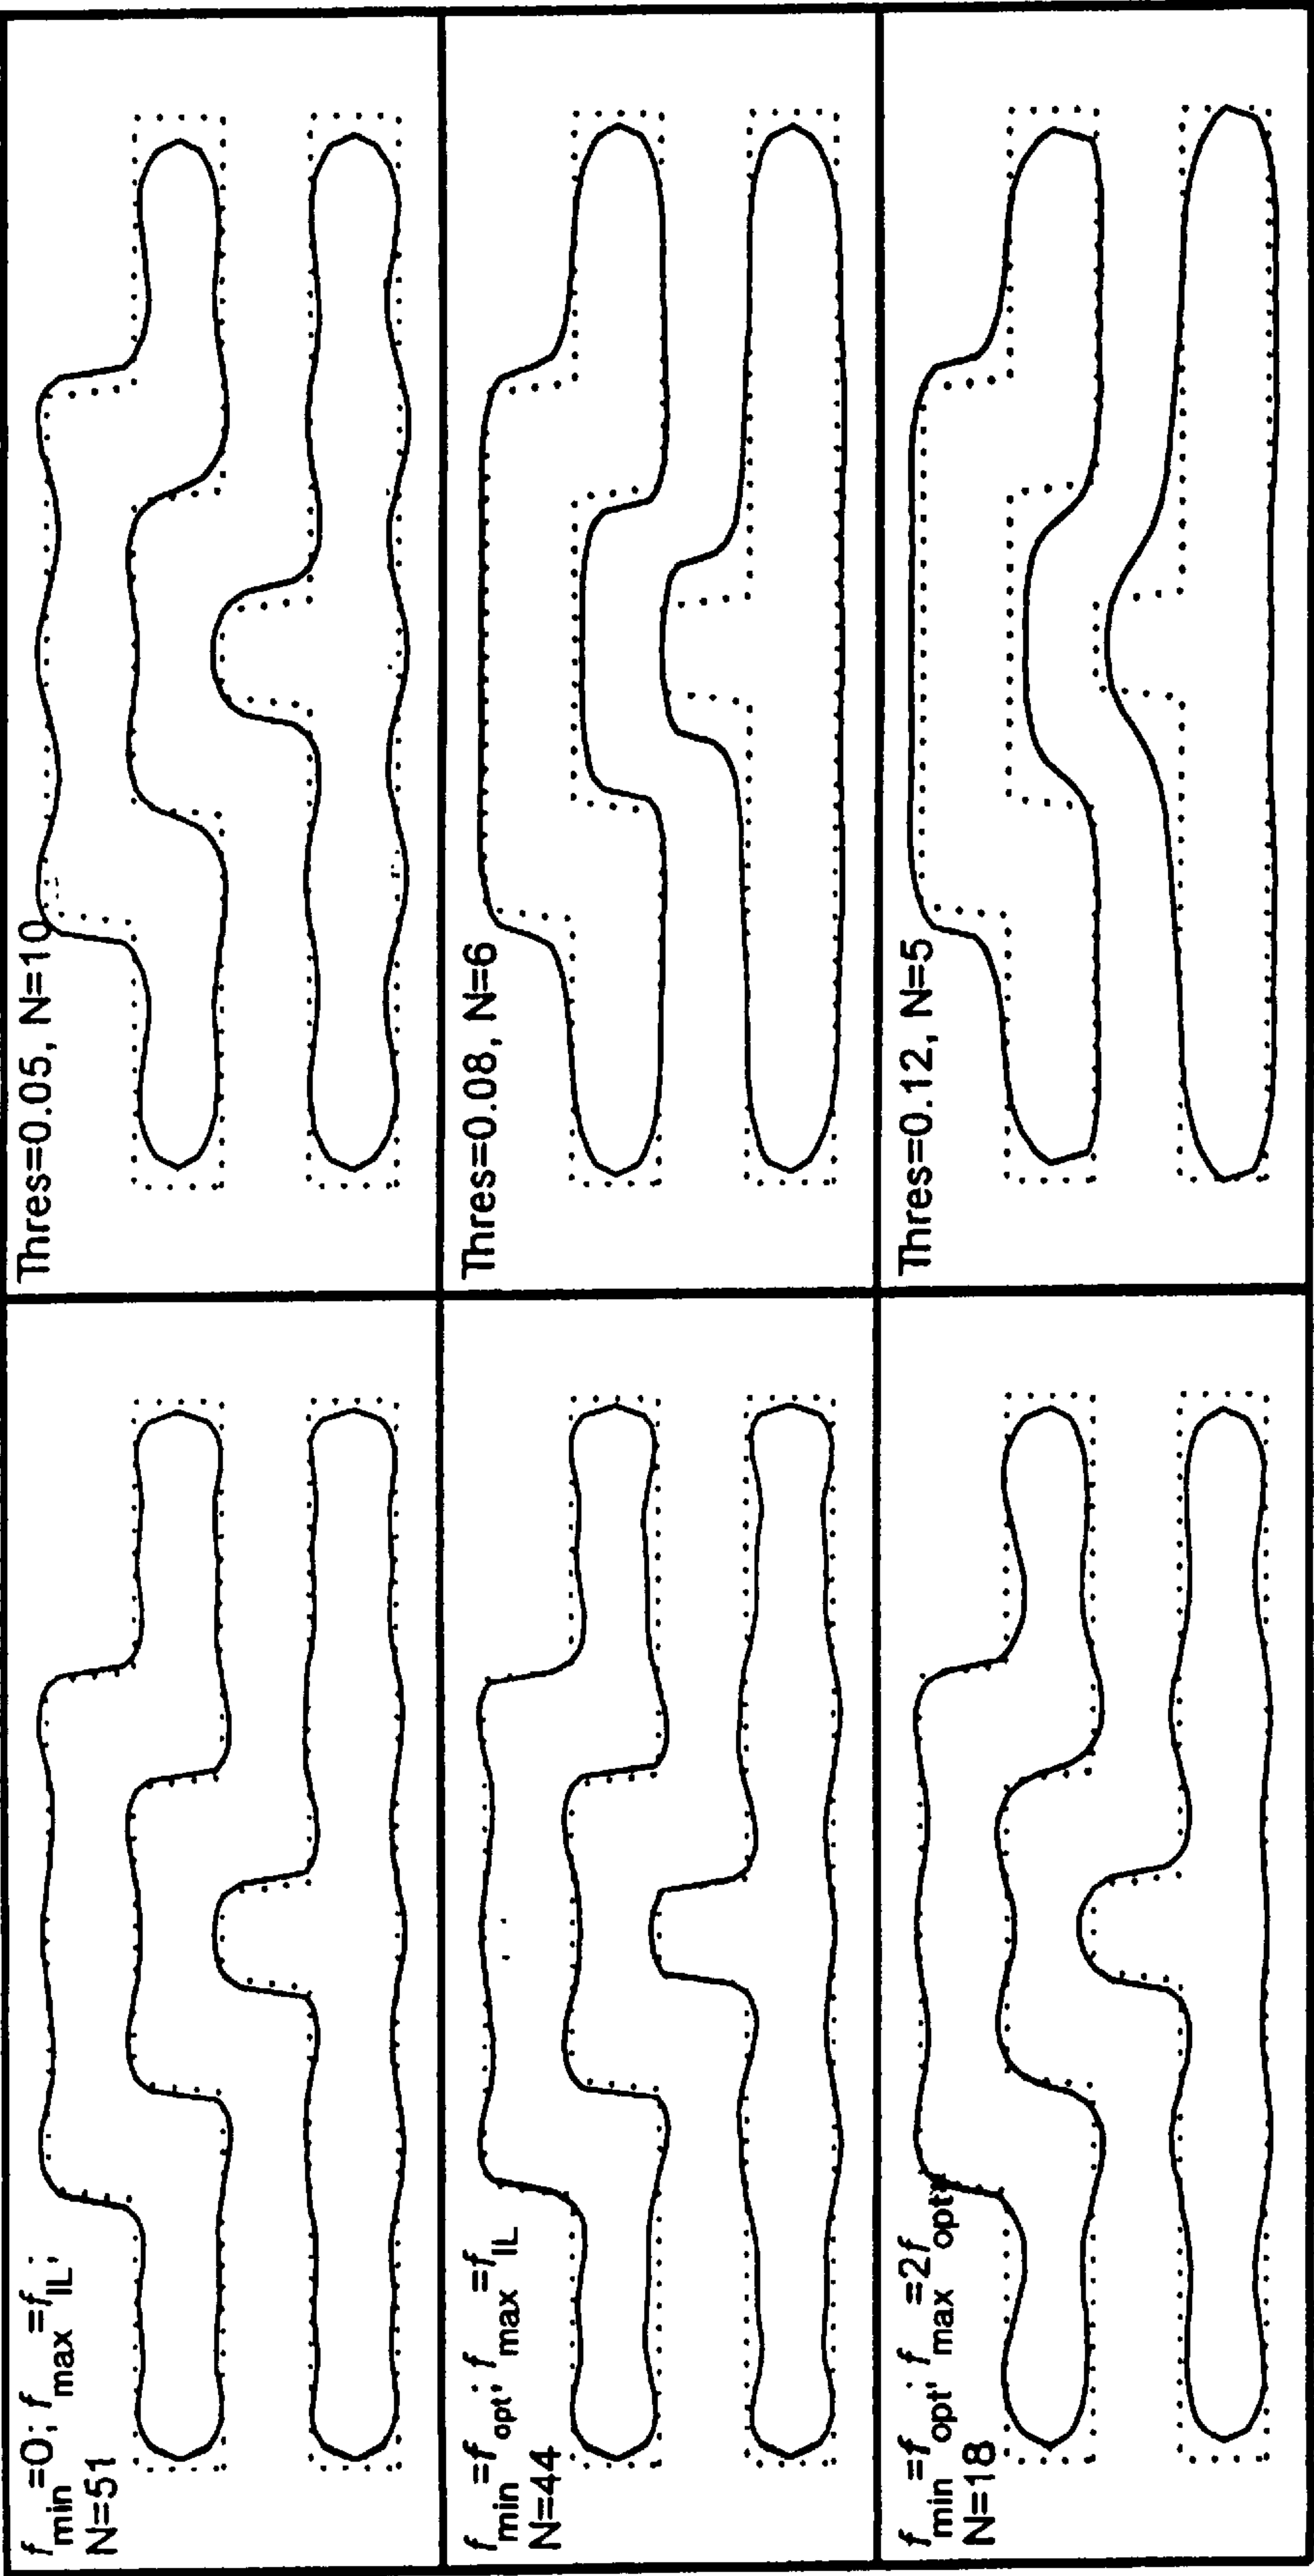 f_min =0; f_max =f_IL;
N=51
Thres=0.05, N=10
f_min =f_opt; f_max =f_IL
N=44
Thres=0.08, N=6
f_min =f_opt; f_max =2f_opt
N=18
Thres=0.12, N=5